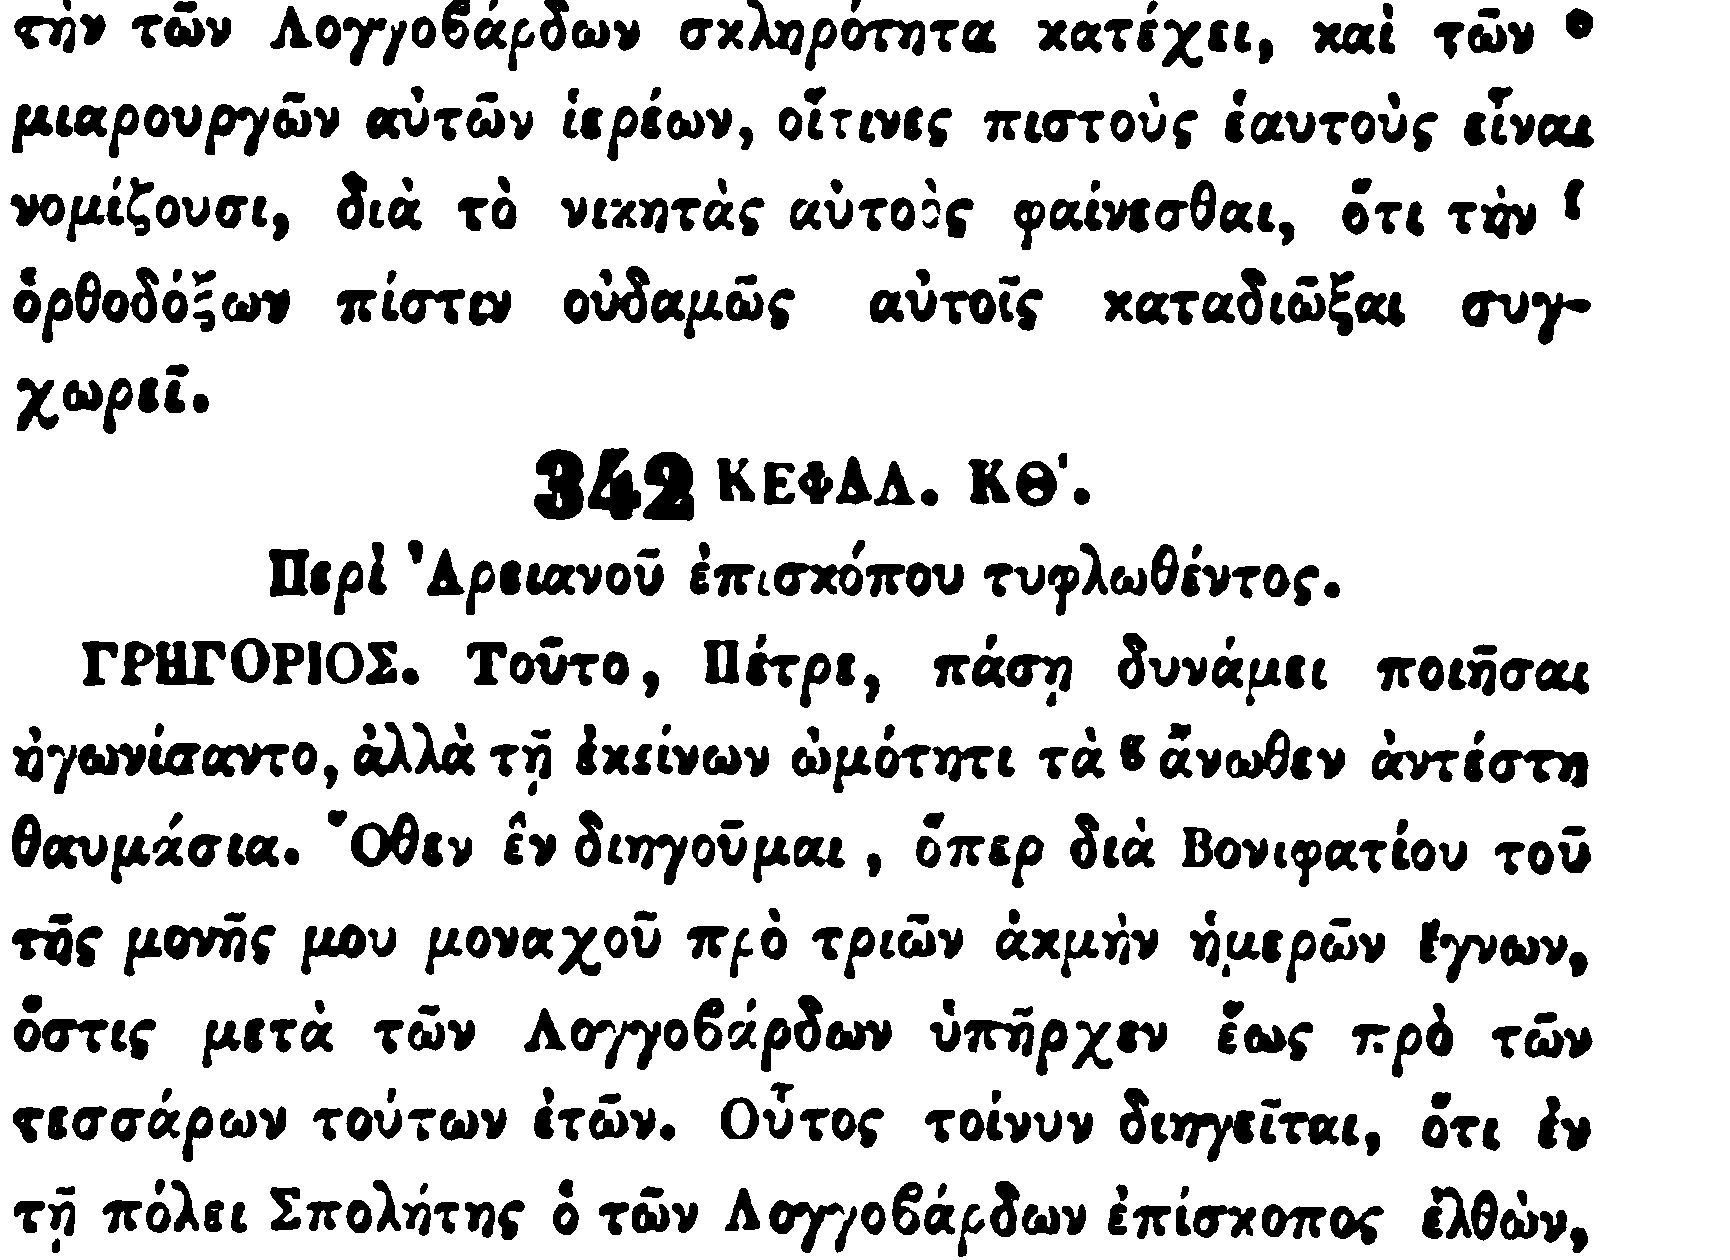 τὴν τῶν Λογγοβάρδων σκληρότητα κατέχει, καὶ τῶν
μιαρουργῶν αὐτῶν ἱερέων, οἵτινες πιστοὺς ἑαυτοὺς εἶναι
νομίζουσι, διὰ τὸ νικητὰς αὐτοὺς φαίνεσθαι, ὅτι τὴν
ὀρθοδόξων πίστιν οὐδαμῶς αὐτοῖς καταδιῶξαι συγ-
χωρεῖ.
342 ΚΕΦΑΛ. ΚΘ'.
Περὶ Ἀρειανοῦ ἐπισκόπου τυφλωθέντος.
ΓΡΗΓΟΡΙΟΣ. Τοῦτο, Πέτρε, πάσῃ δυνάμει ποιῆσαι
ἠγωνίσαντο, ἀλλὰ τῇ ἐκείνων ὠμότητι τὰ ἄνωθεν ἀντέστη
θαυμάσια. Ὅθεν ἓν διηγοῦμαι, ὅπερ διὰ Βονιφατίου τοῦ
τῆς μονῆς μου μοναχοῦ πρὸ τριῶν ἀκμὴν ἡμερῶν ἔγνων,
ὅστις μετὰ τῶν Λογγοβάρδων ὑπῆρχεν ἕως πρὸ τῶν
τεσσάρων τούτων ἐτῶν. Οὗτος τοίνυν διηγεῖται, ὅτι ἐν
τῇ πόλει Σπολήτης ὁ τῶν Λογγοβάρδων ἐπίσκοπος ἐλθὼν,